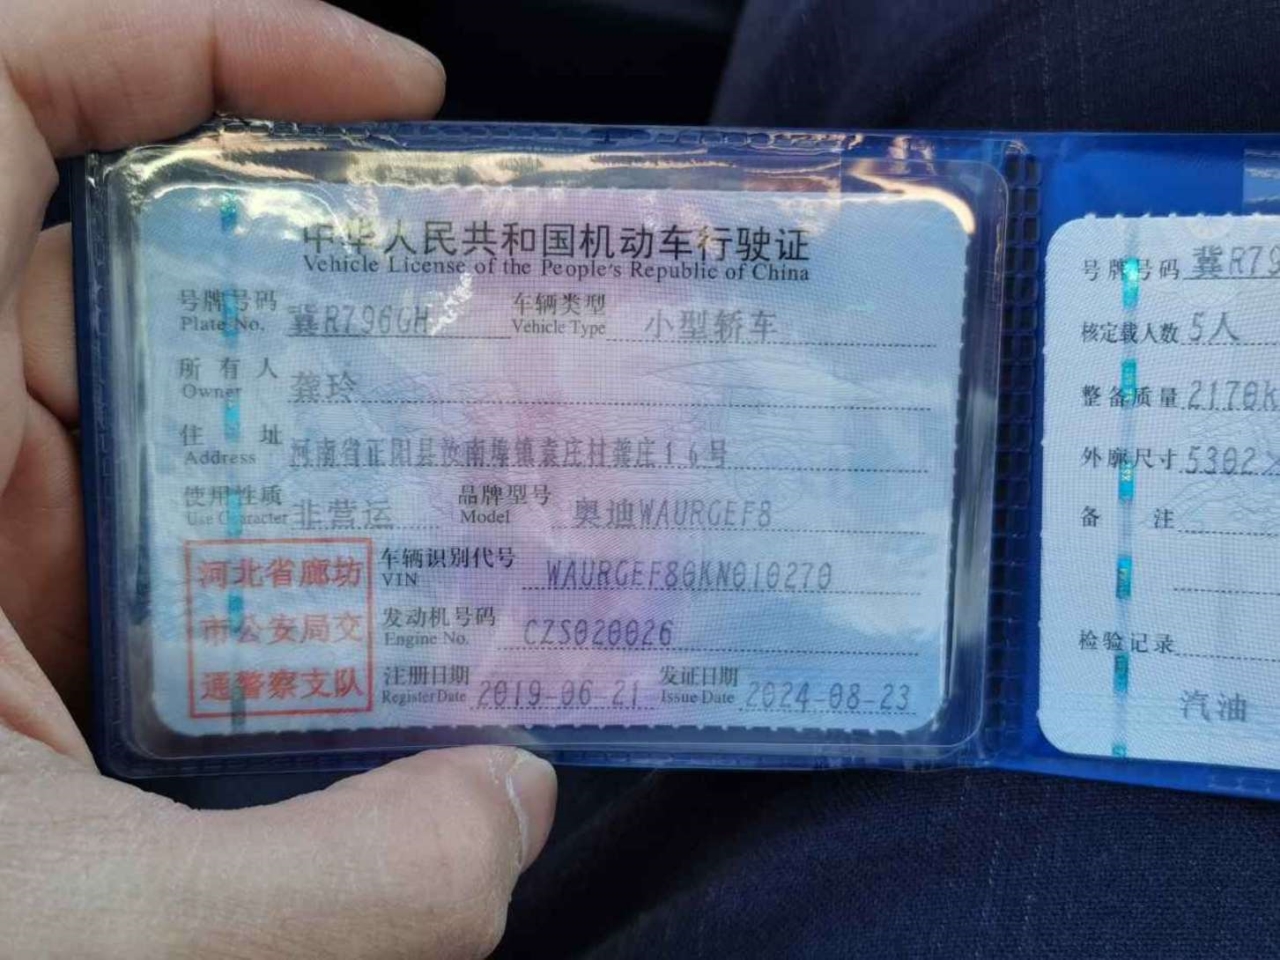 中华人民共和国机动车行驶证
Vehicle License of the People's Republic of China
号牌号码 冀R796GH 车辆类型 小型轿车
Plate No. Vehicle Type
所有人 龚玲
Owner
住址 河南省正阳县汝南埠镇袁庄村龚庄16号
Address
使用性质 非营运 品牌型号 奥迪WAURGEF8
Use Character Model
河北省廊坊
市公安局交
通警察支队
车辆识别代号 WAURGEF80KN010270
VIN
发动机号码 CZS020026
Engine No.
注册日期 2019-06-21 发证日期 2024-08-23
Register Date Issue Date
号牌号码 冀R79
核定载人数 5人
整备质量 2170k
外廓尺寸 5302×
备注
检验记录
汽油